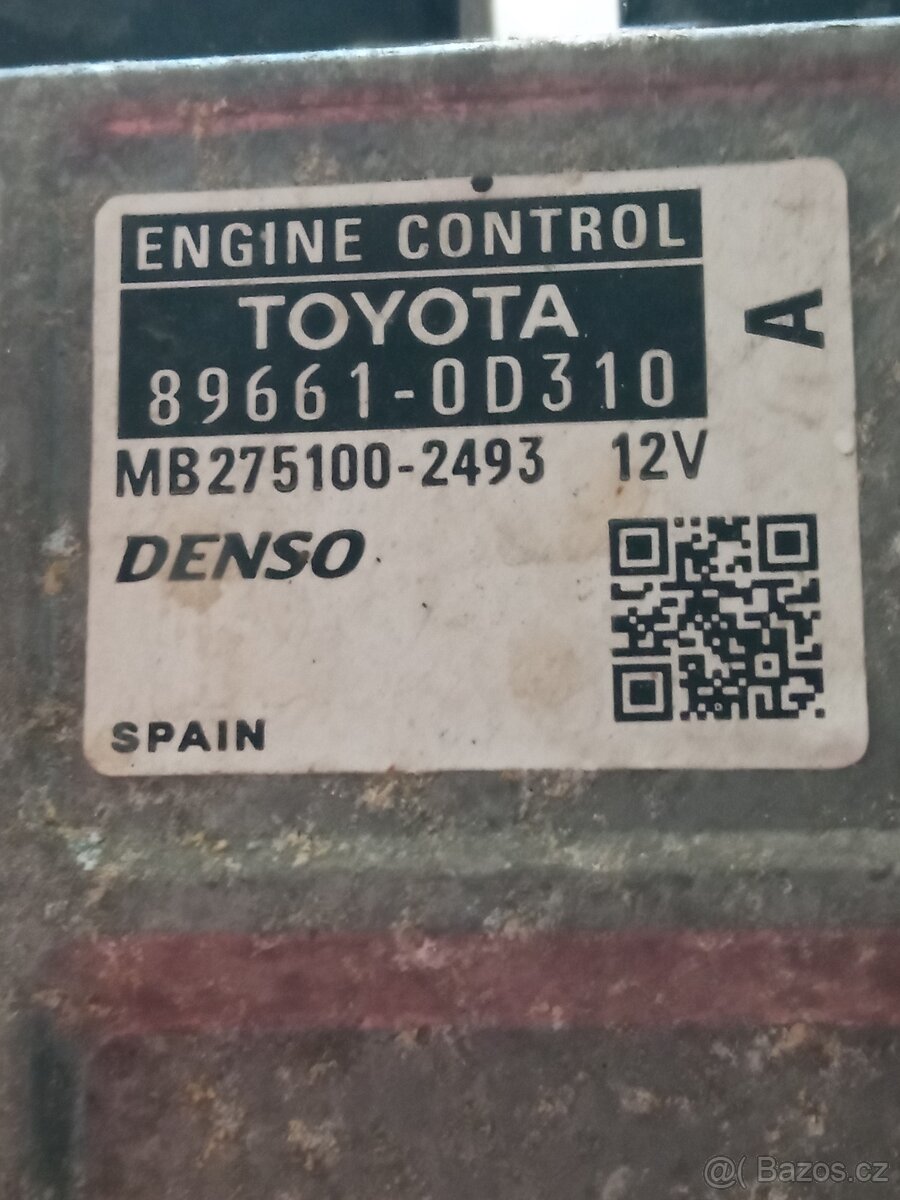 ENGINE CONTROL
TOYOTA
89661-0D310
A
MB275100-2493 12V
DENSO
SPAIN
@( Bazos.cz